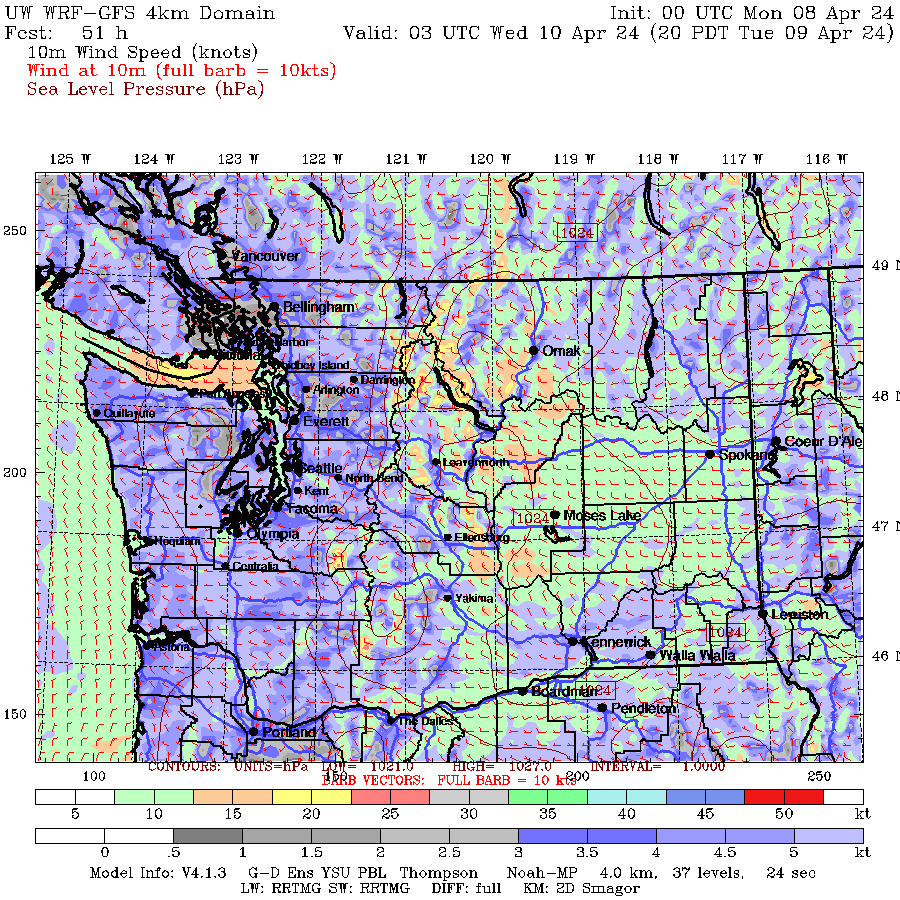 UW WRF-GFS 4km Domain Init: 00 UTC Mon 08 Apr 24
Fcst: 51 h Valid: 03 UTC Wed 10 Apr 24 (20 PDT Tue 09 Apr 24)
10m Wind Speed (knots)
Wind at 10m (full barb = 10kts)
Sea Level Pressure (hPa)
125 W 124 W 123 W 122 W 121 W 120 W 119 W 118 W 117 W 116 W
250
1024
Vancouver
49 N
Bellingham
Harbor
Omak
Whidbey Island
Darrington
Arlington
Port Angeles
48 N
Quillayute
Everett
Coeur D'Ale
Spokane
Leavenworth
Seattle
200
North Bend
Kent
Tacoma
1024
Moses Lake
47 N
Olympia
Ellensburg
Hoquiam
Centralia
Yakima
Lewiston
1024
Kennewick
Astoria
Walla Walla
46 N
Boardman
1024
Pendleton
150
The Dalles
Portland
100 150 200 250
CONTOURS: UNITS=hPa LOW= 1021.0 HIGH= 1027.0 INTERVAL= 1.0000
BARB VECTORS: FULL BARB = 10 kts
5 10 15 20 25 30 35 40 45 50 kt
0 .5 1 1.5 2 2.5 3 3.5 4 4.5 5 kt
Model Info: V4.1.3 G-D Ens YSU PBL Thompson Noah-MP 4.0 km, 37 levels, 24 sec
LW: RRTMG SW: RRTMG DIFF: full KM: 2D Smagor